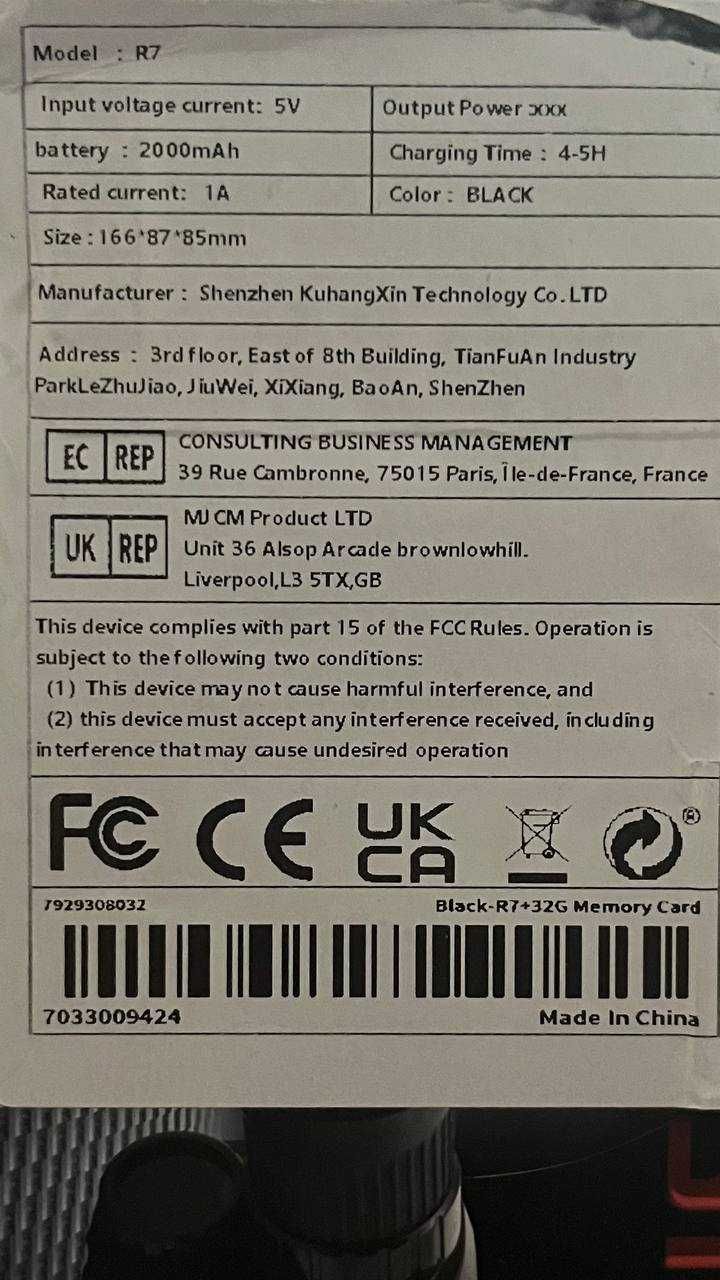 Model : R7
Input voltage current: 5V
Output Power xxx
battery : 2000mAh
Charging Time : 4-5H
Rated current: 1A
Color : BLACK
Size : 166*87*85mm
Manufacturer : Shenzhen KuhangXin Technology Co.LTD
Address : 3rd floor, East of 8th Building, TianFuAn Industry
ParkLeZhuJiao, JiuWei, XiXiang, BaoAn, ShenZhen
EC REP
CONSULTING BUSINESS MANAGEMENT
39 Rue Cambronne, 75015 Paris, Île-de-France, France
UK REP
MJ CM Product LTD
Unit 36 Alsop Arcade brownlowhill.
Liverpool,L3 5TX,GB
This device complies with part 15 of the FCC Rules. Operation is
subject to the following two conditions:
(1) This device may not cause harmful interference, and
(2) this device must accept any interference received, including
interference that may cause undesired operation
FC CE UK
CA
®
7929308032
Black-R7+32G Memory Card
7033009424
Made In China